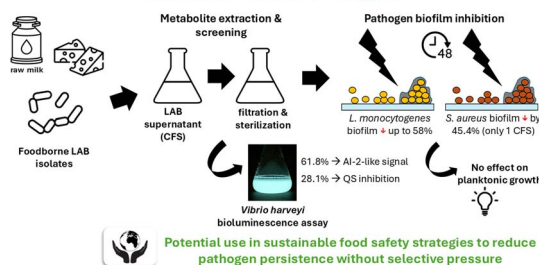 Metabolite extraction &
screening
Pathogen biofilm inhibition
raw milk
48
Foodborne LAB
isolates
LAB
supernatant
(CFS)
filtration &
sterilization
L. monocytogenes
biofilm ↓ up to 58%
S. aureus biofilm ↓ by
45.4% (only 1 CFS)
61.8% → AI-2-like signal
28.1% → QS inhibition
Vibrio harveyi
bioluminescence assay
No effect on
planktonic growth
Potential use in sustainable food safety strategies to reduce
pathogen persistence without selective pressure